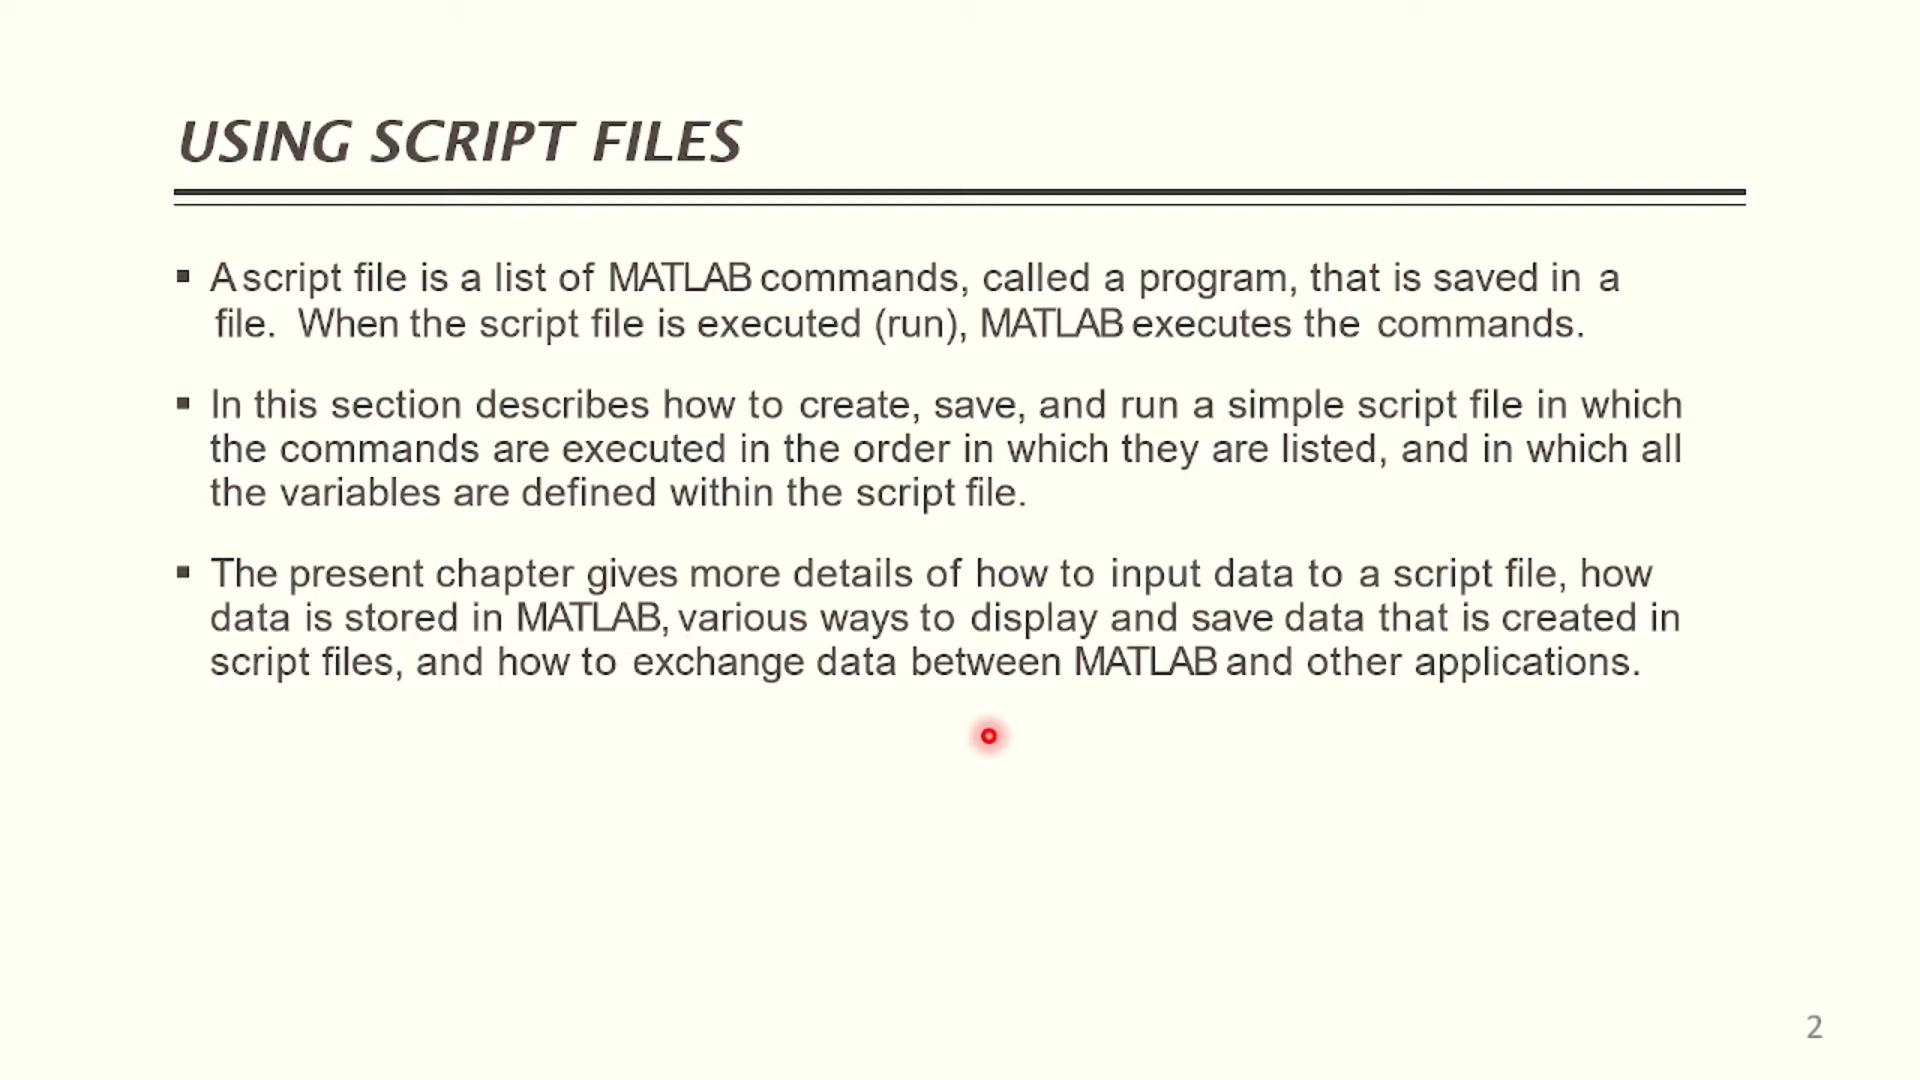 USING SCRIPT FILES
▪ A script file is a list of MATLAB commands, called a program, that is saved in a
file.  When the script file is executed (run), MATLAB executes the commands.
▪ In this section describes how to create, save, and run a simple script file in which
the commands are executed in the order in which they are listed, and in which all
the variables are defined within the script file.
▪ The present chapter gives more details of how to input data to a script file, how
data is stored in MATLAB, various ways to display and save data that is created in
script files, and how to exchange data between MATLAB and other applications.
2